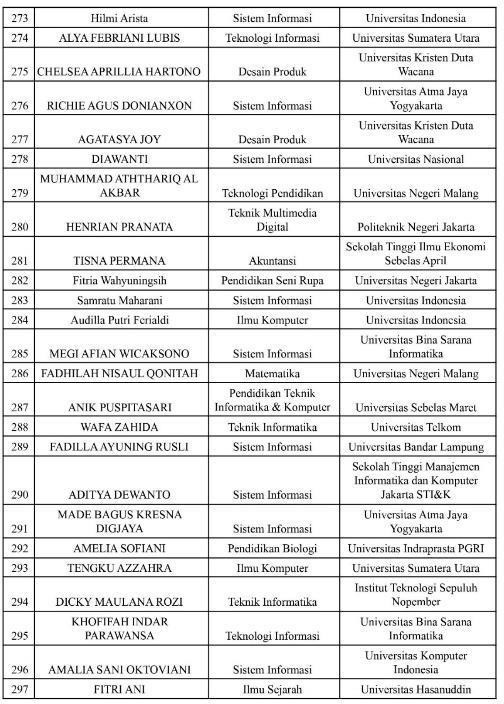 273 Hilmi Arista Sistem Informasi Universitas Indonesia
274 ALYA FEBRIANI LUBIS Teknologi Informasi Universitas Sumatera Utara
Universitas Kristen Duta
275 CHELSEA APRILLIA HARTONO Desain Produk Wacana
Universitas Atma Jaya
276 RICHIE AGUS DONIANXON Sistem Informasi Yogyakarta
Universitas Kristen Duta
277 AGATASYA JOY Desain Produk Wacana
278 DIAWANTI Sistem Informasi Universitas Nasional
MUHAMMAD ATHTHARIQ AL
279 AKBAR Teknologi Pendidikan Universitas Negeri Malang
Teknik Multimedia
280 HENRIAN PRANATA Digital Politeknik Negeri Jakarta
Sekolah Tinggi Ilmu Ekonomi
281 TISNA PERMANA Akuntansi Sebelas April
282 Fitria Wahyuningsih Pendidikan Seni Rupa Universitas Negeri Jakarta
283 Samratu Maharani Sistem Informasi Universitas Indonesia
284 Audilla Putri Ferialdi Ilmu Komputer Universitas Indonesia
Universitas Bina Sarana
285 MEGI AFIAN WICAKSONO Sistem Informasi Informatika
286 FADHILAH NISAUL QONITAH Matematika Universitas Negeri Malang
Pendidikan Teknik
287 ANIK PUSPITASARI Informatika & Komputer Universitas Sebelas Maret
288 WAFA ZAHIDA Teknik Informatika Universitas Telkom
289 FADILLA AYUNING RUSLI Sistem Informasi Universitas Bandar Lampung
Sekolah Tinggi Manajemen
Informatika dan Komputer
290 ADITYA DEWANTO Sistem Informasi Jakarta STI&K
MADE BAGUS KRESNA Universitas Atma Jaya
291 DIGJAYA Sistem Informasi Yogyakarta
292 AMELIA SOFIANI Pendidikan Biologi Universitas Indraprasta PGRI
293 TENGKU AZZAHRA Ilmu Komputer Universitas Sumatera Utara
Institut Teknologi Sepuluh
294 DICKY MAULANA ROZI Teknik Informatika Nopember
KHOFIFAH INDAR Universitas Bina Sarana
295 PARAWANSA Teknologi Informasi Informatika
Universitas Komputer
296 AMALIA SANI OKTOVIANI Sistem Informasi Indonesia
297 FITRI ANI Ilmu Sejarah Universitas Hasanuddin